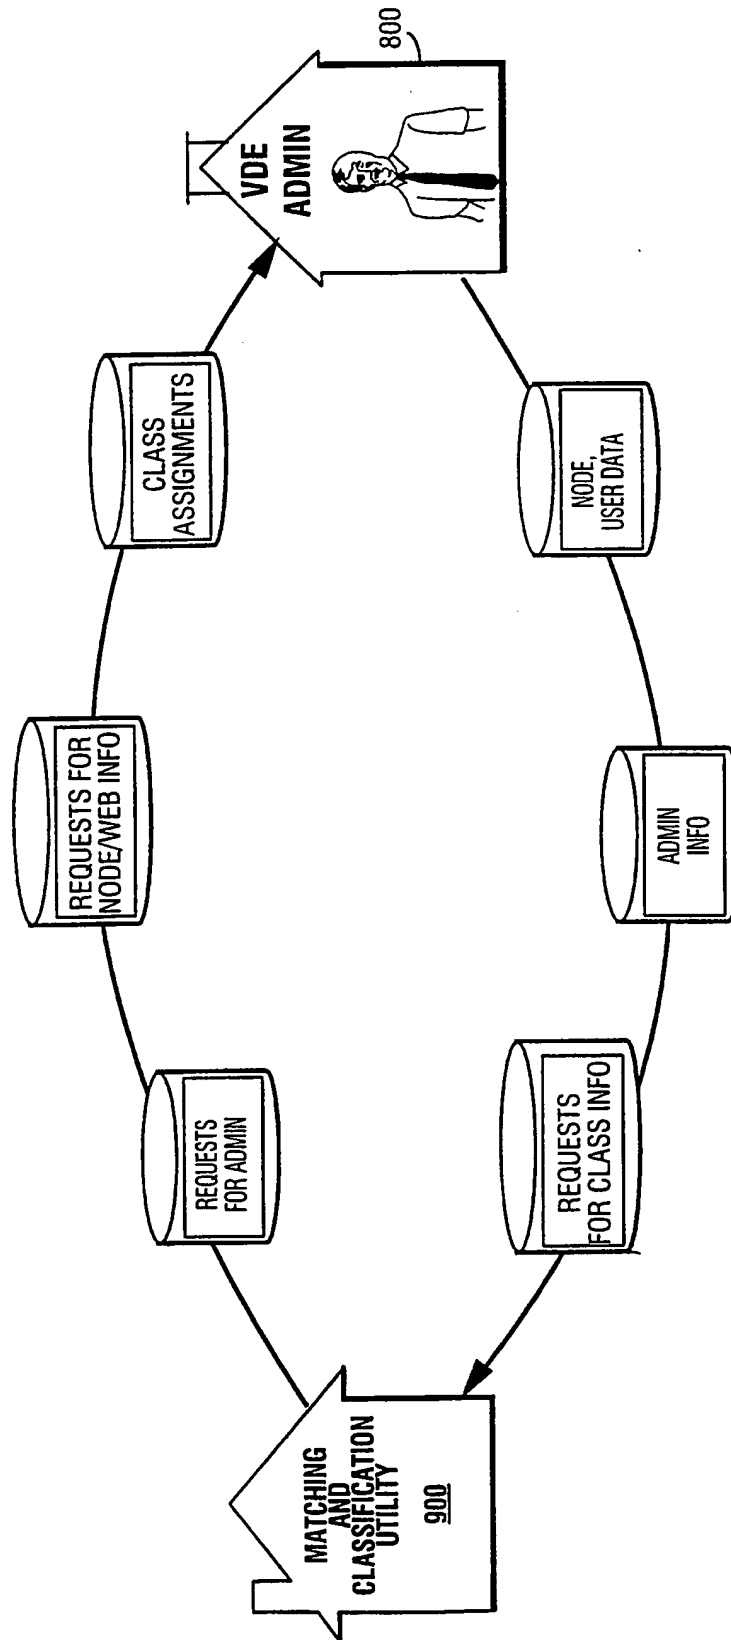 REQUESTS FOR
NODE/WEB INFO
REQUESTS
FOR ADMIN
CLASS
ASSIGNMENTS
MATCHING
AND
CLASSIFICATION
UTILITY
900
VDE
ADMIN
800
REQUESTS
FOR CLASS INFO
ADMIN
INFO
NODE,
USER DATA